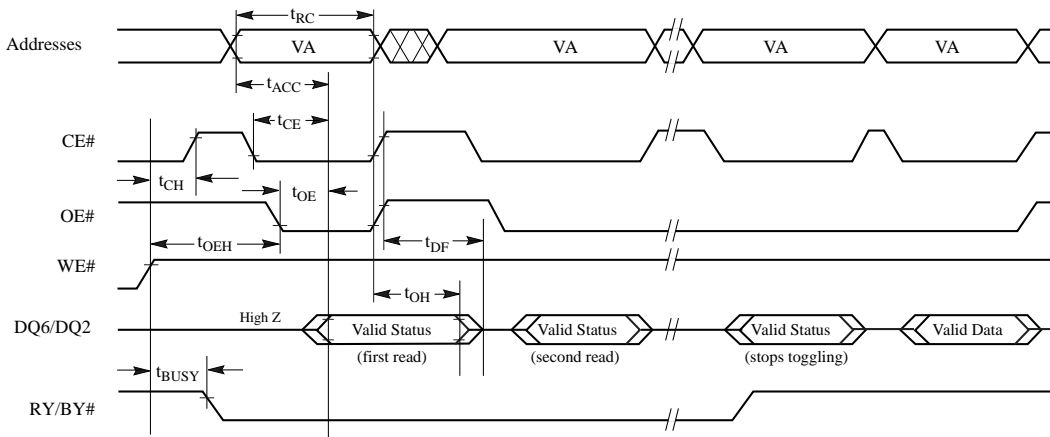 tRC
Addresses VA VA VA VA
tACC
tCE
CE#
tCH tOE
OE#
tOEH tDF
WE#
tOH
High Z
DQ6/DQ2 Valid Status Valid Status Valid Status Valid Data
(first read) (second read) (stops toggling)
tBUSY
RY/BY#